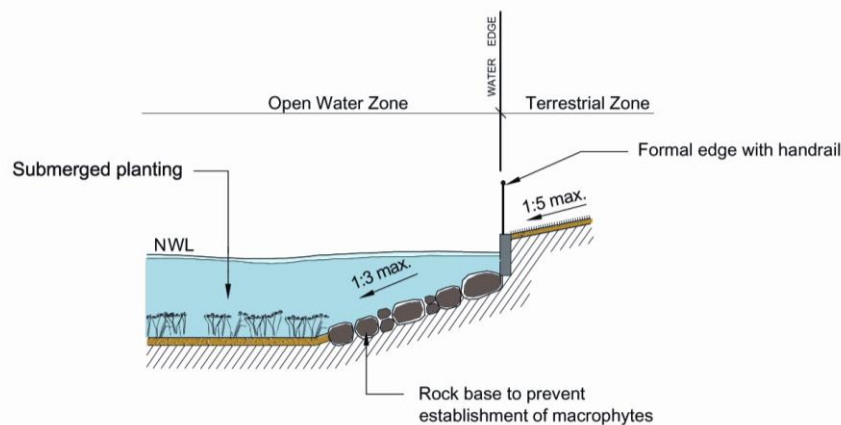 WATER EDGE
Open Water Zone
Terrestrial Zone
Formal edge with handrail
Submerged planting
1:5 max.
NWL
1:3 max.
Rock base to prevent
establishment of macrophytes